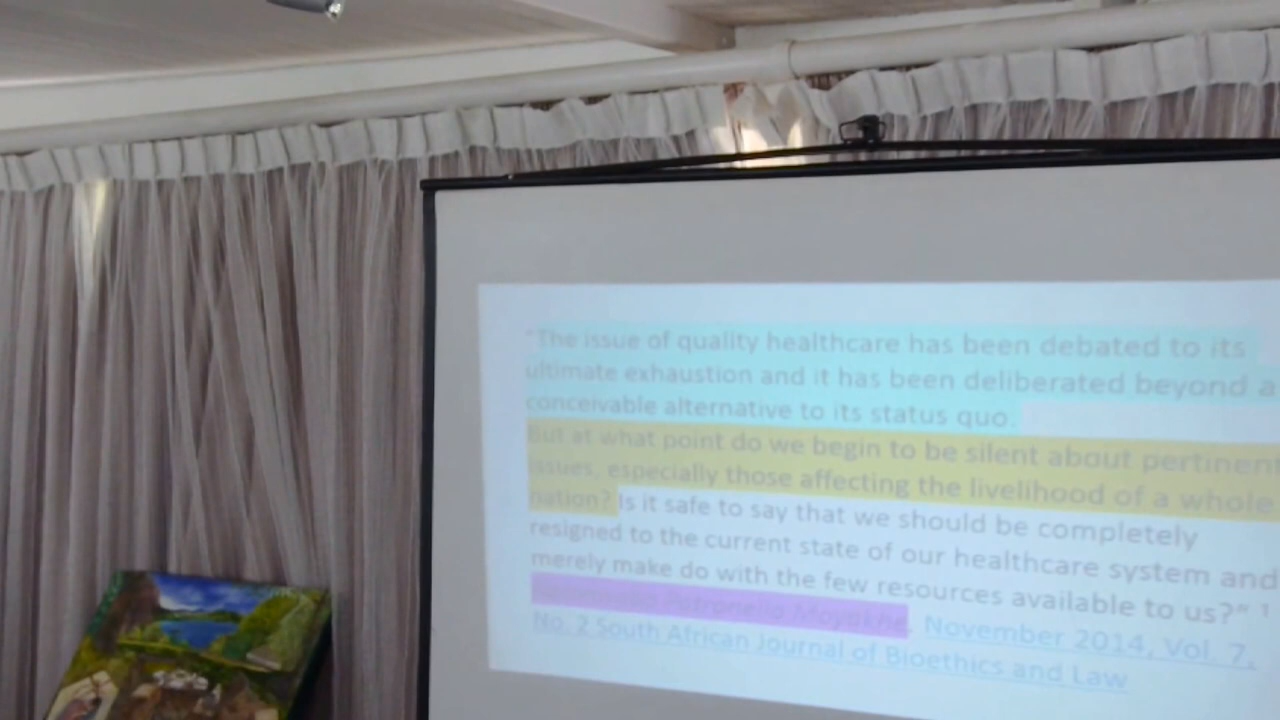 "The issue of quality healthcare has been debated to its
ultimate exhaustion and it has been deliberated beyond a
conceivable alternative to its status quo.
But at what point do we begin to be silent about pertinent
issues, especially those affecting the livelihood of a whole
nation? Is it safe to say that we should be completely
resigned to the current state of our healthcare system and
merely make do with the few resources available to us?" 1
Moyakhe, November 2014, Vol. 7,
No. 2 South African Journal of Bioethics and Law